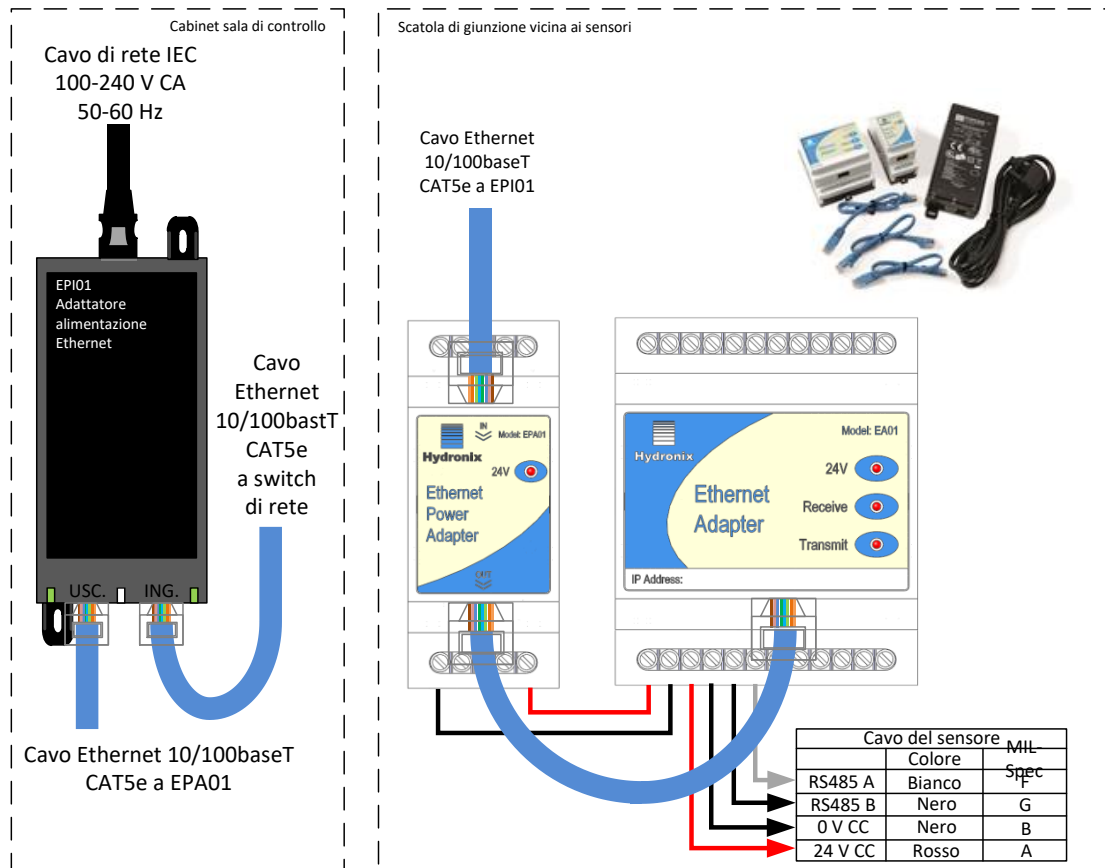 Cabinet sala di controllo
Cavo di rete IEC
100-240 V CA
50-60 Hz
EPI01
Adattatore
alimentazione
Ethernet
Cavo
Ethernet
10/100bastT
CAT5e
a switch
di rete
USC.
ING.
Cavo Ethernet 10/100baseT
CAT5e a EPA01
Scatola di giunzione vicina ai sensori
Cavo Ethernet
10/100baseT
CAT5e a EPI01
IN
Model: EPA01
Hydronix
24V
Ethernet
Power
Adapter
Model: EA01
Hydronix
24V
Ethernet
Adapter
Receive
Transmit
IP Address:
Cavo del sensore
Colore MIL-Spec
RS485 A Bianco F
RS485 B Nero G
0 V CC Nero B
24 V CC Rosso A